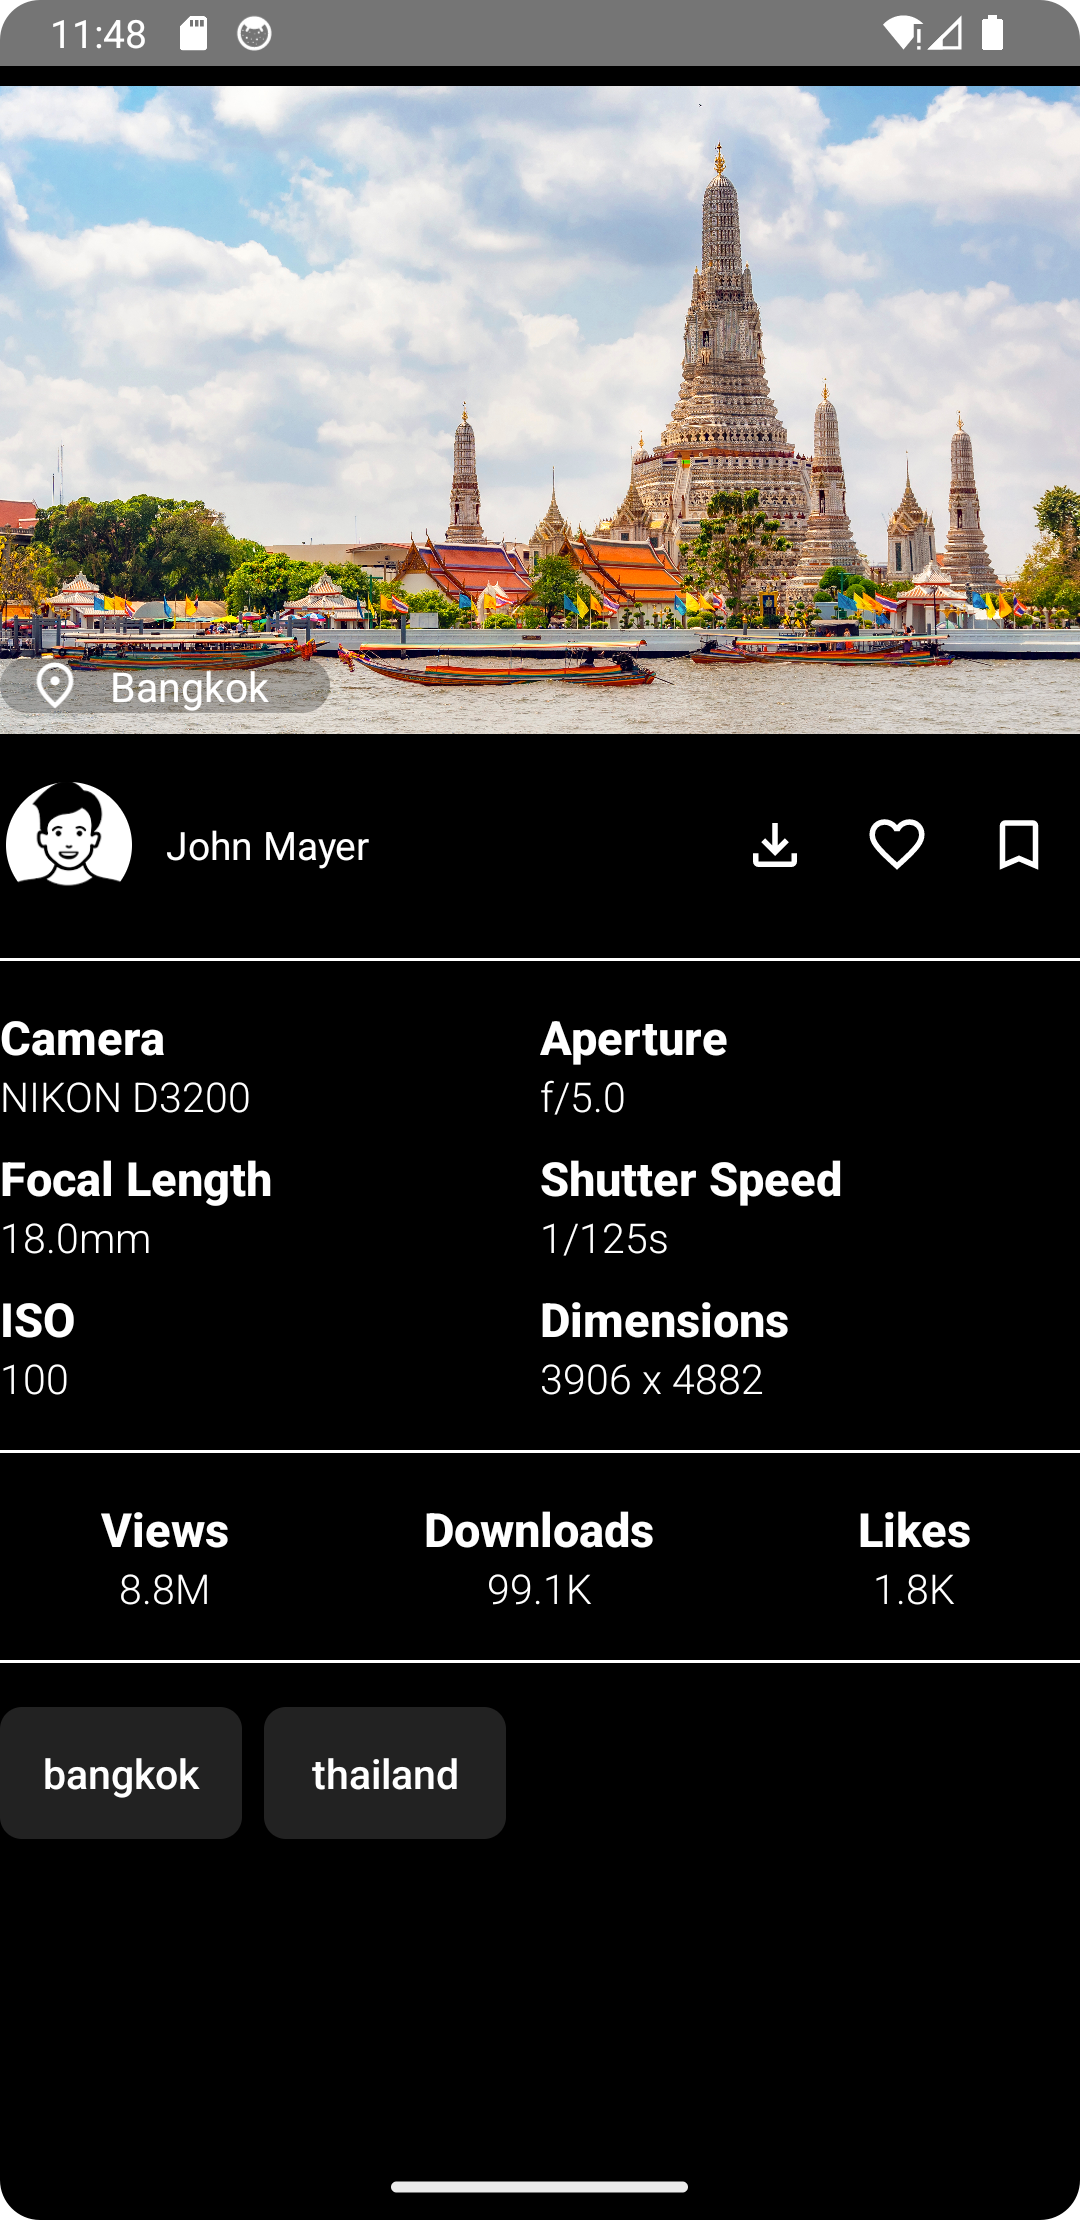 11:48
Bangkok
John Mayer
Camera
Aperture
NIKON D3200
f/5.0
Focal Length
Shutter Speed
18.0mm
1/125s
ISO
Dimensions
100
3906 x 4882
Views
Downloads
Likes
8.8M
99.1K
1.8K
bangkok
thailand